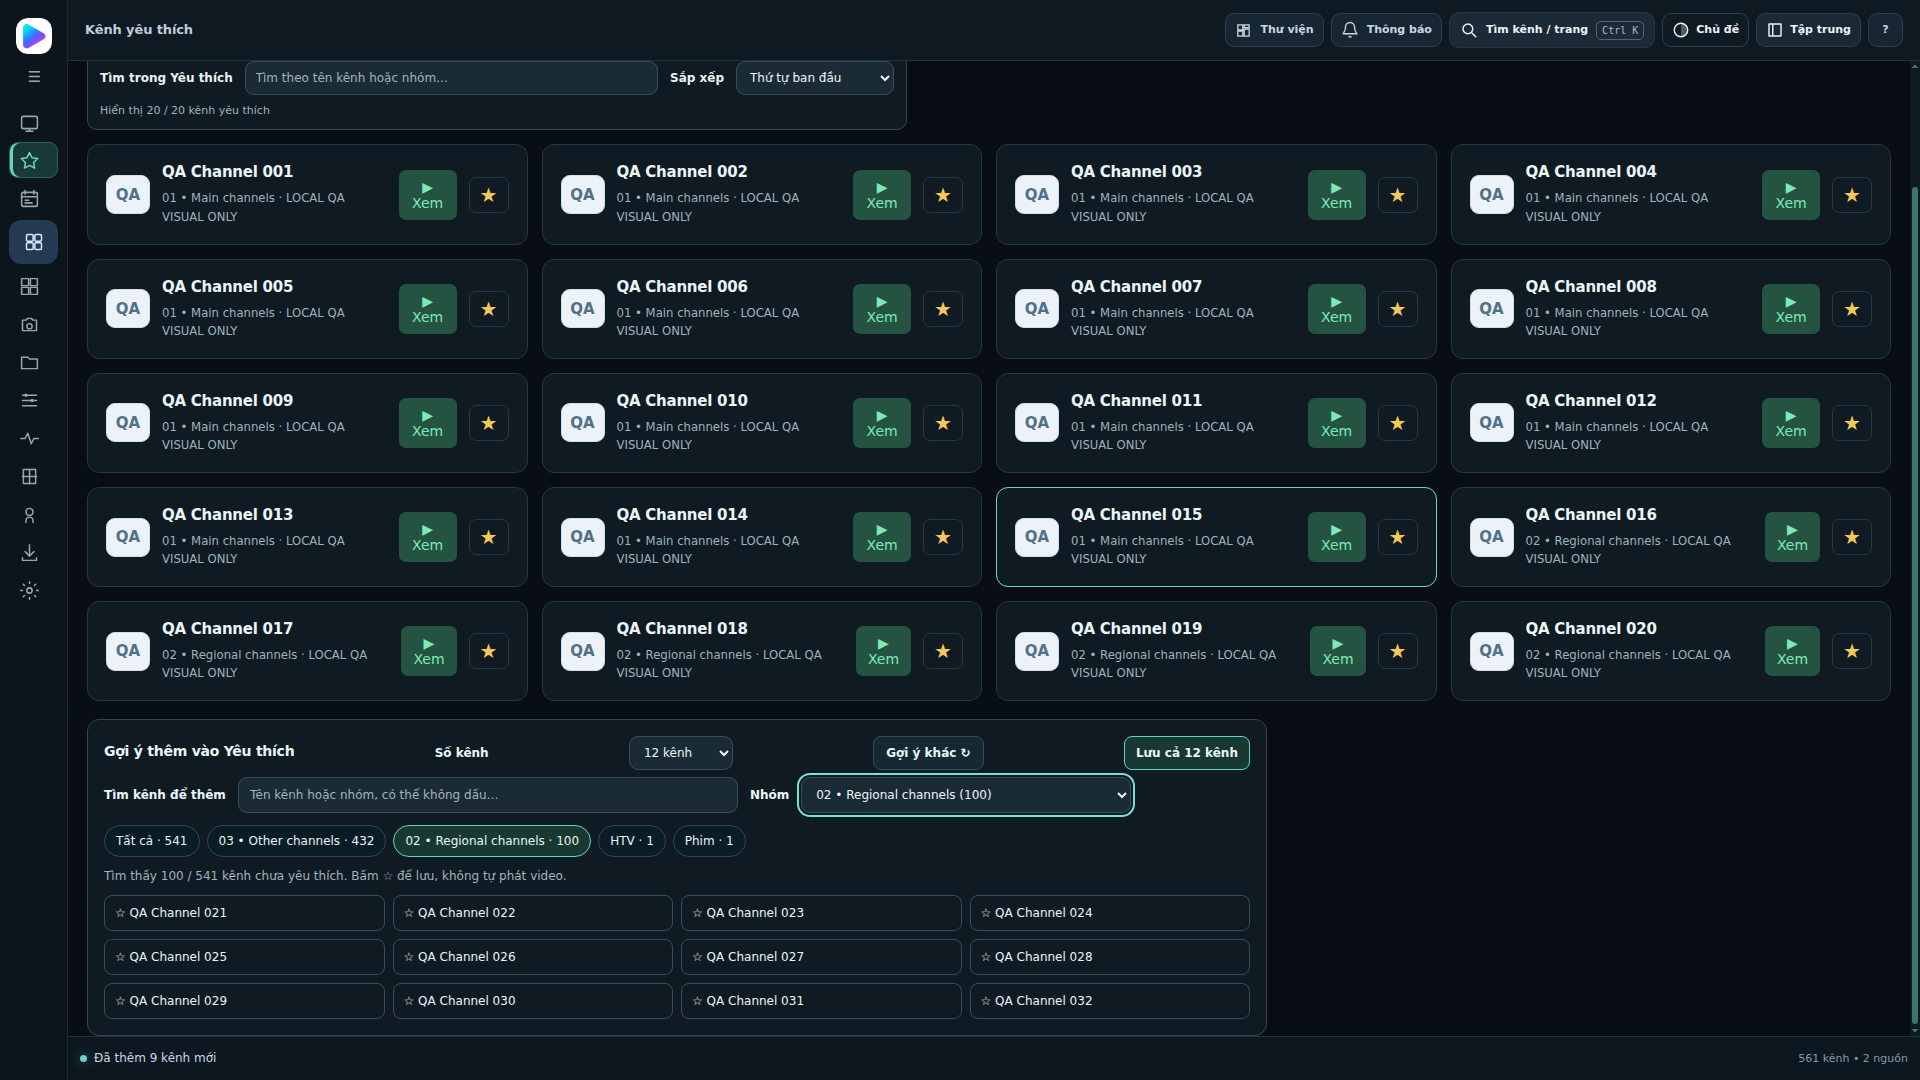 Kênh yêu thích
Thư viện
Thông báo
Tìm kênh / trang Ctrl K
Chủ đề
Tập trung
?
Tìm trong Yêu thích
Tìm theo tên kênh hoặc nhóm...
Sắp xếp
Thứ tự ban đầu
Hiển thị 20 / 20 kênh yêu thích
QA
QA Channel 001
01 • Main channels · LOCAL QA
VISUAL ONLY
▶
Xem
★
QA
QA Channel 002
01 • Main channels · LOCAL QA
VISUAL ONLY
▶
Xem
★
QA
QA Channel 003
01 • Main channels · LOCAL QA
VISUAL ONLY
▶
Xem
★
QA
QA Channel 004
01 • Main channels · LOCAL QA
VISUAL ONLY
▶
Xem
★
QA
QA Channel 005
01 • Main channels · LOCAL QA
VISUAL ONLY
▶
Xem
★
QA
QA Channel 006
01 • Main channels · LOCAL QA
VISUAL ONLY
▶
Xem
★
QA
QA Channel 007
01 • Main channels · LOCAL QA
VISUAL ONLY
▶
Xem
★
QA
QA Channel 008
01 • Main channels · LOCAL QA
VISUAL ONLY
▶
Xem
★
QA
QA Channel 009
01 • Main channels · LOCAL QA
VISUAL ONLY
▶
Xem
★
QA
QA Channel 010
01 • Main channels · LOCAL QA
VISUAL ONLY
▶
Xem
★
QA
QA Channel 011
01 • Main channels · LOCAL QA
VISUAL ONLY
▶
Xem
★
QA
QA Channel 012
01 • Main channels · LOCAL QA
VISUAL ONLY
▶
Xem
★
QA
QA Channel 013
01 • Main channels · LOCAL QA
VISUAL ONLY
▶
Xem
★
QA
QA Channel 014
01 • Main channels · LOCAL QA
VISUAL ONLY
▶
Xem
★
QA
QA Channel 015
01 • Main channels · LOCAL QA
VISUAL ONLY
▶
Xem
★
QA
QA Channel 016
02 • Regional channels · LOCAL QA
VISUAL ONLY
▶
Xem
★
QA
QA Channel 017
02 • Regional channels · LOCAL QA
VISUAL ONLY
▶
Xem
★
QA
QA Channel 018
02 • Regional channels · LOCAL QA
VISUAL ONLY
▶
Xem
★
QA
QA Channel 019
02 • Regional channels · LOCAL QA
VISUAL ONLY
▶
Xem
★
QA
QA Channel 020
02 • Regional channels · LOCAL QA
VISUAL ONLY
▶
Xem
★
Gợi ý thêm vào Yêu thích
Số kênh
12 kênh
Gợi ý khác ↻
Lưu cả 12 kênh
Tìm kênh để thêm
Tên kênh hoặc nhóm, có thể không dấu...
Nhóm
02 • Regional channels (100)
Tất cả · 541
03 • Other channels · 432
02 • Regional channels · 100
HTV · 1
Phim · 1
Tìm thấy 100 / 541 kênh chưa yêu thích. Bấm ☆ để lưu, không tự phát video.
☆ QA Channel 021
☆ QA Channel 022
☆ QA Channel 023
☆ QA Channel 024
☆ QA Channel 025
☆ QA Channel 026
☆ QA Channel 027
☆ QA Channel 028
☆ QA Channel 029
☆ QA Channel 030
☆ QA Channel 031
☆ QA Channel 032
Đã thêm 9 kênh mới
561 kênh • 2 nguồn